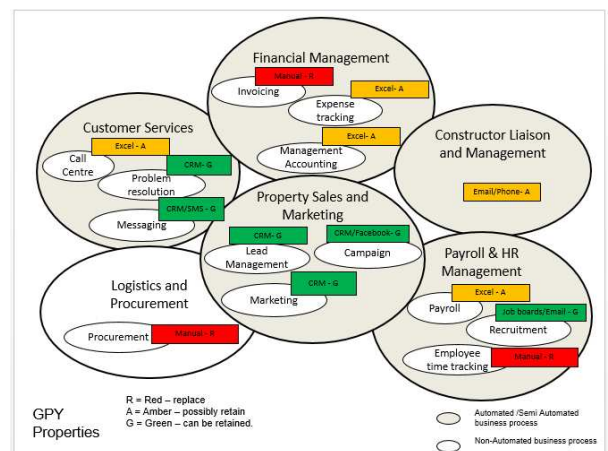 Financial Management
Manual - R
Invoicing
Excel- A
Expense
tracking
Excel- A
Management
Accounting
Customer Services
Excel - A
Call
Centre
CRM- G
Problem
resolution
CRM/SMS - G
Messaging
Constructor Liaison
and Management
Email/Phone- A
Property Sales and
Marketing
CRM- G
Lead
Management
CRM/Facebook- G
Campaign
CRM - G
Marketing
Logistics and
Procurement
Procurement
Manual - R
Payroll & HR
Management
Excel - A
Payroll
Job boards/Email - G
Recruitment
Employee
time tracking
Manual - R
GPY
Properties
R = Red – replace
A = Amber – possibly retain
G = Green – can be retained.
Automated /Semi Automated
business process
Non-Automated business process